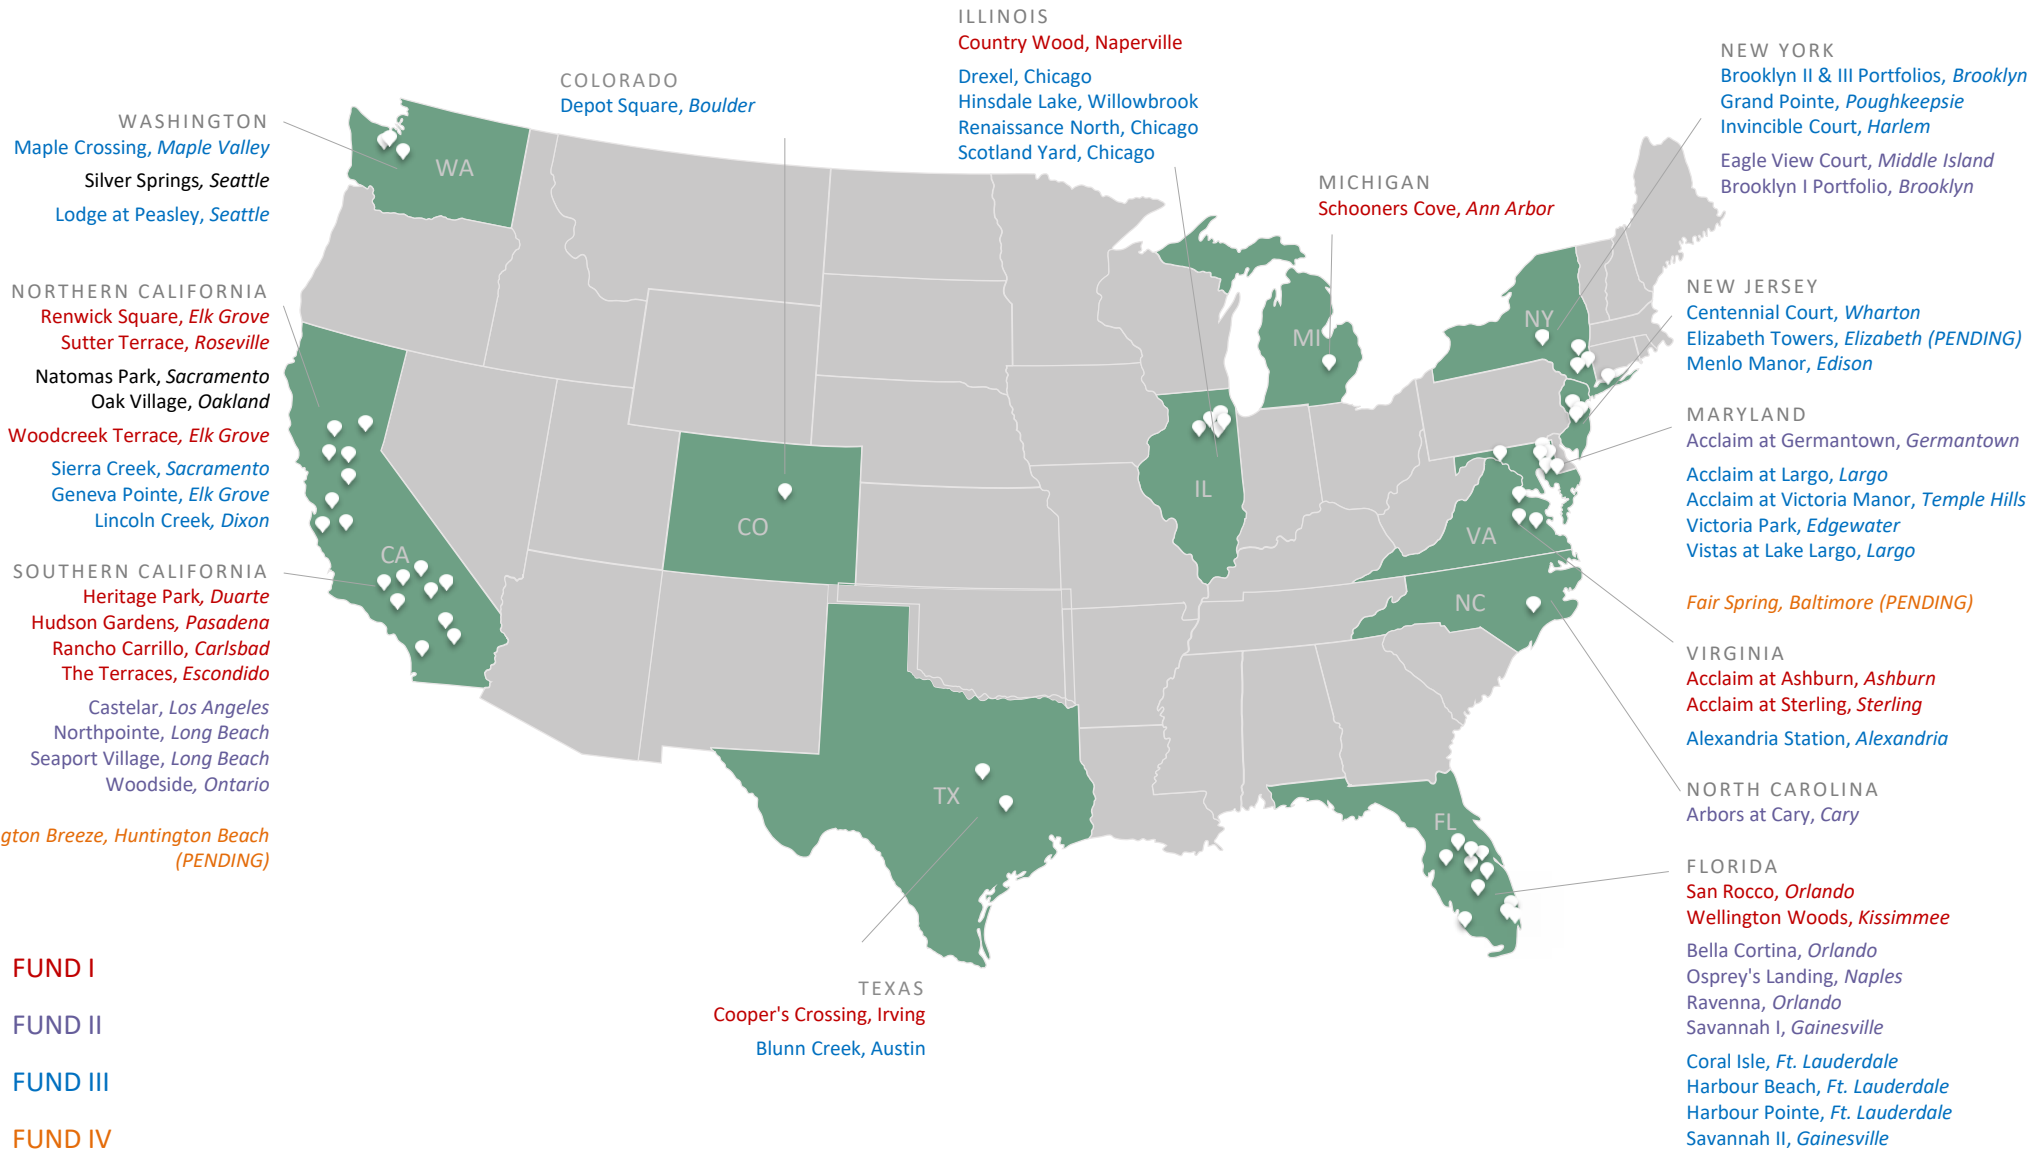 ILLINOIS
Country Wood, Naperville
Drexel, Chicago
Hinsdale Lake, Willowbrook
Renaissance North, Chicago
Scotland Yard, Chicago
COLORADO
Depot Square, Boulder
NEW YORK
Brooklyn II & III Portfolios, Brooklyn
Grand Pointe, Poughkeepsie
Invincible Court, Harlem
Eagle View Court, Middle Island
Brooklyn I Portfolio, Brooklyn
WASHINGTON
Maple Crossing, Maple Valley
Silver Springs, Seattle
Lodge at Peasley, Seattle
MICHIGAN
Schooners Cove, Ann Arbor
NORTHERN CALIFORNIA
Renwick Square, Elk Grove
Sutter Terrace, Roseville
Natomas Park, Sacramento
Oak Village, Oakland
Woodcreek Terrace, Elk Grove
Sierra Creek, Sacramento
Geneva Pointe, Elk Grove
Lincoln Creek, Dixon
SOUTHERN CALIFORNIA
Heritage Park, Duarte
Hudson Gardens, Pasadena
Rancho Carrillo, Carlsbad
The Terraces, Escondido
Castelar, Los Angeles
Northpointe, Long Beach
Seaport Village, Long Beach
Woodside, Ontario
gton Breeze, Huntington Beach
(PENDING)
WA
CA
CO
TX
IL
MI
NY
VA
NC
FL
NEW JERSEY
Centennial Court, Wharton
Elizabeth Towers, Elizabeth (PENDING)
Menlo Manor, Edison
MARYLAND
Acclaim at Germantown, Germantown
Acclaim at Largo, Largo
Acclaim at Victoria Manor, Temple Hills
Victoria Park, Edgewater
Vistas at Lake Largo, Largo
Fair Spring, Baltimore (PENDING)
VIRGINIA
Acclaim at Ashburn, Ashburn
Acclaim at Sterling, Sterling
Alexandria Station, Alexandria
NORTH CAROLINA
Arbors at Cary, Cary
FLORIDA
San Rocco, Orlando
Wellington Woods, Kissimmee
Bella Cortina, Orlando
Osprey's Landing, Naples
Ravenna, Orlando
Savannah I, Gainesville
Coral Isle, Ft. Lauderdale
Harbour Beach, Ft. Lauderdale
Harbour Pointe, Ft. Lauderdale
Savannah II, Gainesville
TEXAS
Cooper's Crossing, Irving
Blunn Creek, Austin
FUND I
FUND II
FUND III
FUND IV